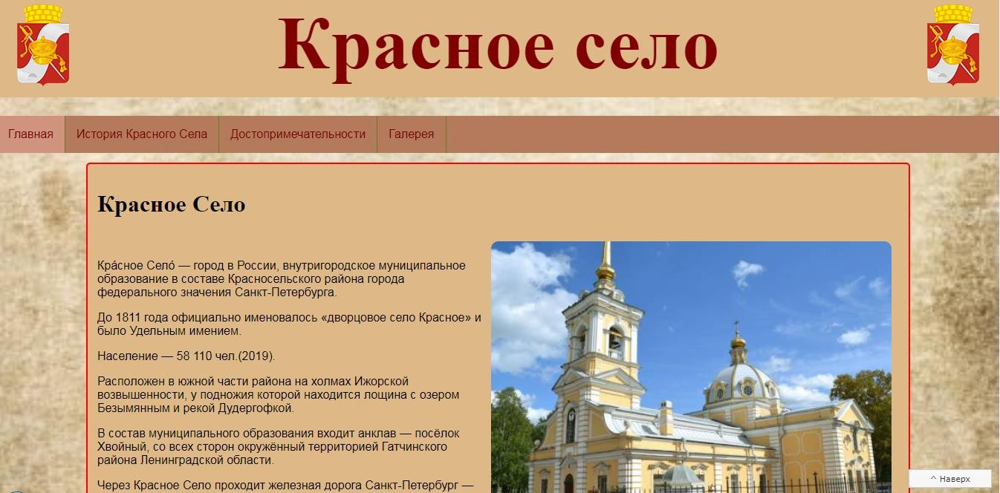 Красное село
Главная
История Красного Села
Достопримечательности
Галерея
Красное Село
Кра́сное Село́ — город в России, внутригородское муниципальное
образование в составе Красносельского района города
федерального значения Санкт-Петербурга.
До 1811 года официально именовалось «дворцовое село Красное» и
было Удельным имением.
Население — 58 110 чел.(2019).
Расположен в южной части района на холмах Ижорской
возвышенности, у подножия которой находится лощина с озером
Безымянным и рекой Дудергофкой.
В состав муниципального образования входит анклав — посёлок
Хвойный, со всех сторон окружённый территорией Гатчинского
района Ленинградской области.
Через Красное Село проходит железная дорога Санкт-Петербург —
^ Наверх